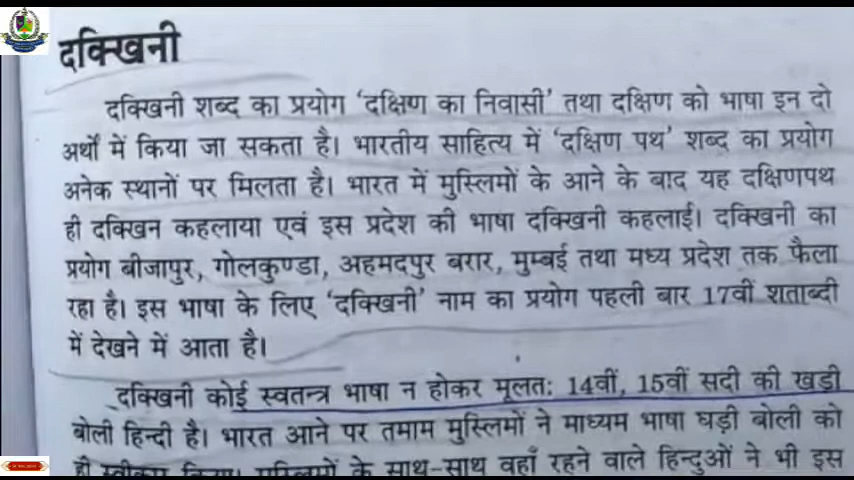 दक्खिनी
दक्खिनी शब्द का प्रयोग 'दक्षिण का निवासी' तथा दक्षिण को भाषा इन दो
अर्थों में किया जा सकता है। भारतीय साहित्य में 'दक्षिण पथ' शब्द का प्रयोग
अनेक स्थानों पर मिलता है। भारत में मुस्लिमों के आने के बाद यह दक्षिणपथ
ही दक्खिन कहलाया एवं इस प्रदेश की भाषा दक्खिनी कहलाई। दक्खिनी का
प्रयोग बीजापुर, गोलकुण्डा, अहमदपुर बरार, मुम्बई तथा मध्य प्रदेश तक फैला
रहा है। इस भाषा के लिए 'दक्खिनी' नाम का प्रयोग पहली बार 17वीं शताब्दी
में देखने में आता है।
दक्खिनी कोई स्वतन्त्र भाषा न होकर मूलत: 14वीं, 15वीं सदी की खड़ी
बोली हिन्दी है। भारत आने पर तमाम मुस्लिमों ने माध्यम भाषा घड़ी बोली को
ही स्वीकार किया। मुस्लिमों के साथ-साथ वहाँ रहने वाले हिन्दुओं ने भी इस